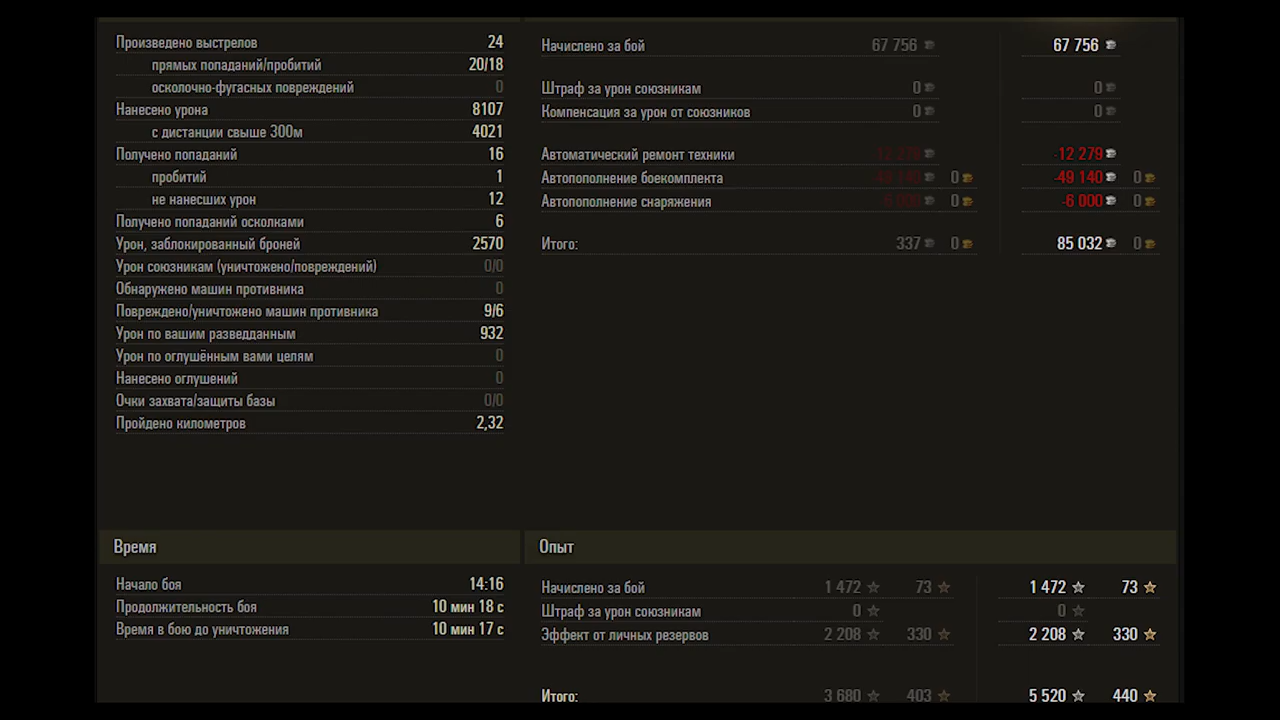 Произведено выстрелов 24
прямых попаданий/пробитий 20/18
осколочно-фугасных повреждений 0
Нанесено урона 8107
с дистанции свыше 300м 4021
Получено попаданий 16
пробитий 1
не нанесших урон 12
Получено попаданий осколками 6
Урон, заблокированный броней 2570
Урон союзникам (уничтожено/повреждений) 0/0
Обнаружено машин противника 0
Повреждено/уничтожено машин противника 9/6
Урон по вашим разведданным 932
Урон по оглушённым вами целям 0
Нанесено оглушений 0
Очки захвата/защиты базы 0/0
Пройдено километров 2,32
Начислено за бой 67 756 67 756
Штраф за урон союзникам 0 0
Компенсация за урон от союзников 0 0
Автоматический ремонт техники -12 279 -12 279
Автопополнение боекомплекта -49 140 0 -49 140 0
Автопополнение снаряжения -6 000 0 -6 000 0
Итого: 337 0 85 032 0
Время
Начало боя 14:16
Продолжительность боя 10 мин 18 с
Время в бою до уничтожения 10 мин 17 с
Опыт
Начислено за бой 1 472 73 1 472 73
Штраф за урон союзникам 0 0
Эффект от личных резервов 2 208 330 2 208 330
Итого: 3 680 403 5 520 440